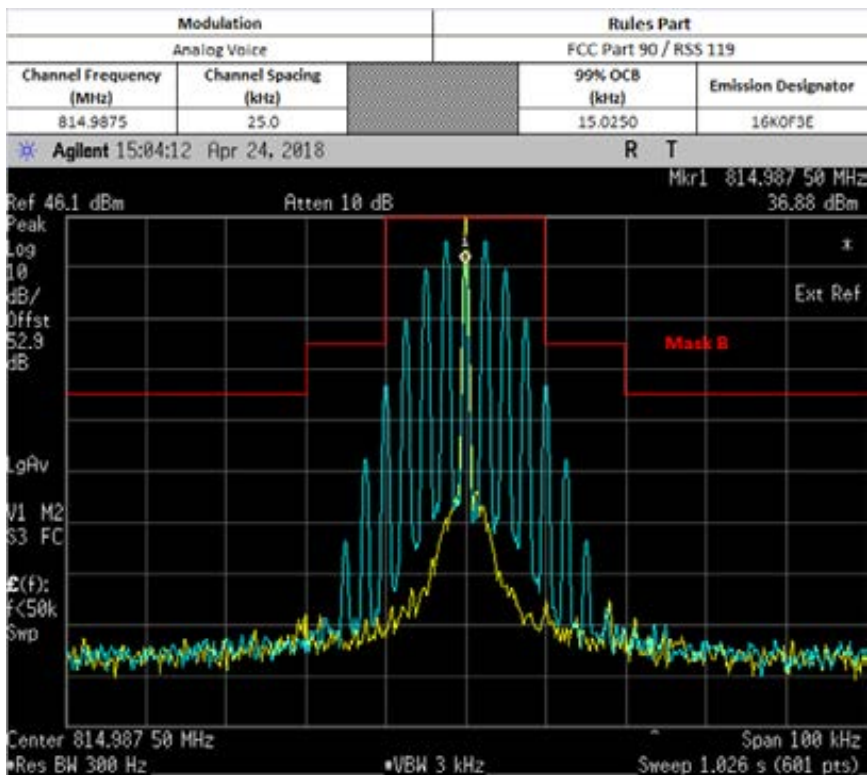 Modulation Rules Part
Analog Voice FCC Part 90 / RSS 119
Channel Frequency (MHz) Channel Spacing (kHz) 99% OCB (kHz) Emission Designator
814.9875 25.0 15.0250 16K0F3E
Agilent 15:04:12 Apr 24, 2018 R T
Mkr1 814.987 50 MHz
Ref 46.1 dBm Atten 10 dB 36.88 dBm
Peak
Log
10
dB/
Offst
52.9
dB
1
*
Ext Ref
Mask B
LgAv
V1 M2
S3 FC
£(f):
f<50k
Swp
Center 814.987 50 MHz Span 100 kHz
*Res BW 300 Hz *VBW 3 kHz Sweep 1.026 s (601 pts)